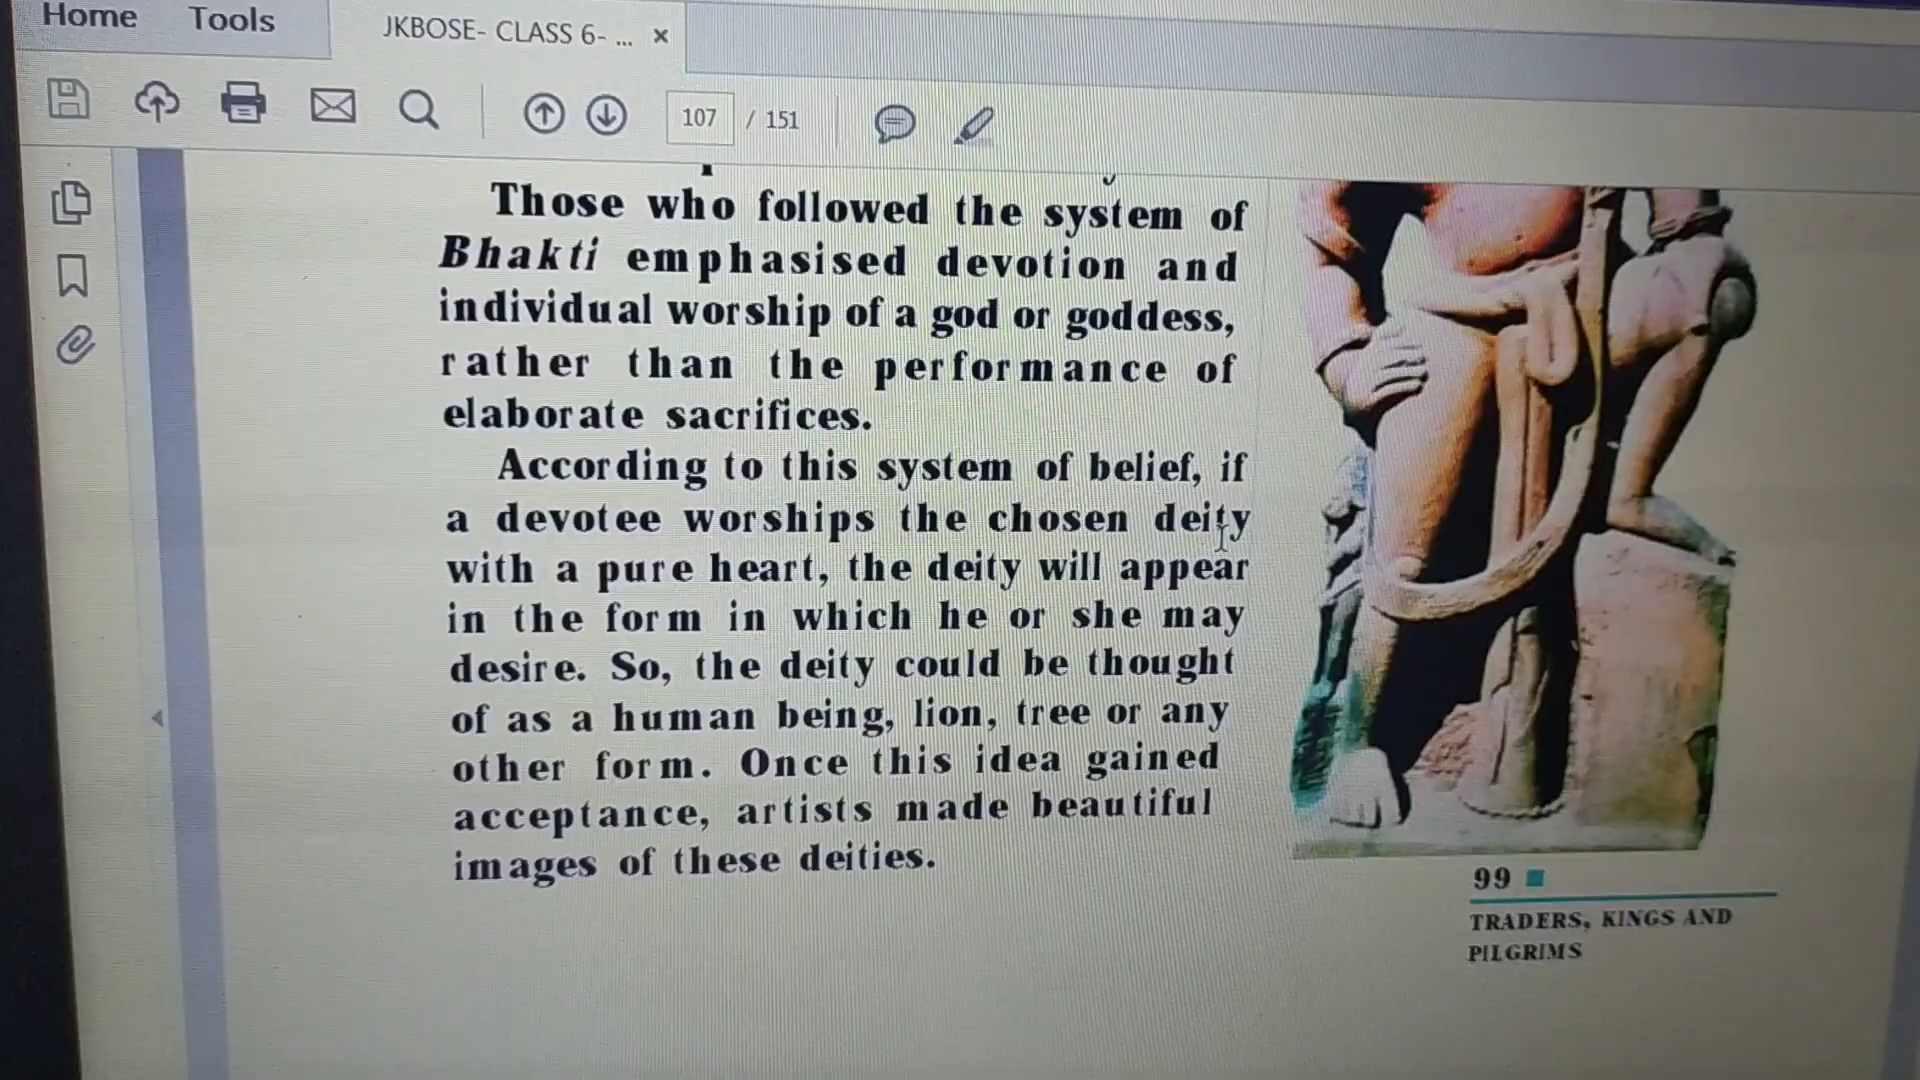 Home Tools JKBOSE- CLASS 6- ... ×
107 / 151
Those who followed the system of
Bhakti emphasised devotion and
individual worship of a god or goddess,
rather than the performance of
elaborate sacrifices.
According to this system of belief, if
a devotee worships the chosen deity
with a pure heart, the deity will appear
in the form in which he or she may
desire. So, the deity could be thought
of as a human being, lion, tree or any
other form. Once this idea gained
acceptance, artists made beautiful
images of these deities.
99
TRADERS, KINGS AND
PILGRIMS